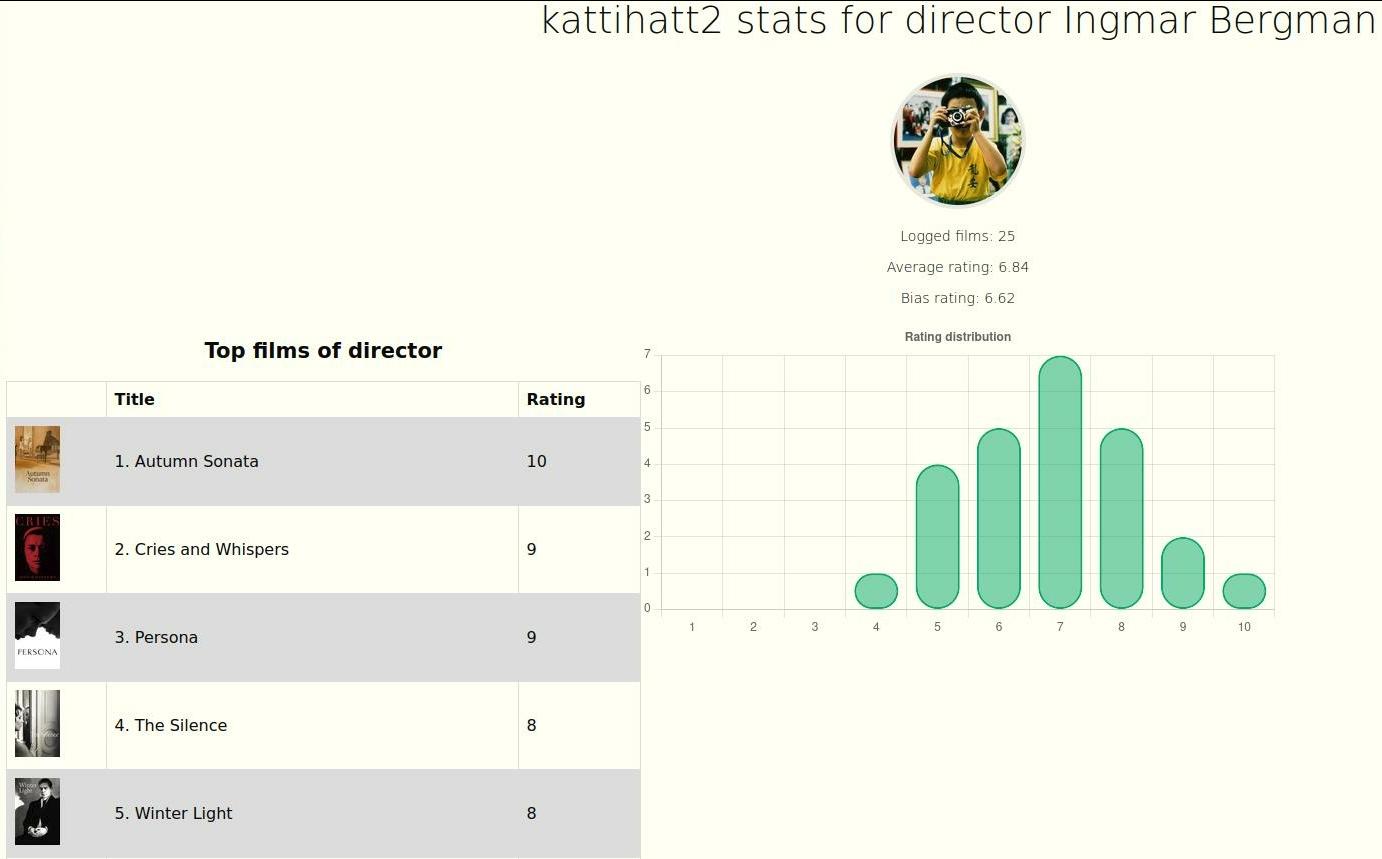 kattihatt2 stats for director Ingmar Bergman
Logged films: 25
Average rating: 6.84
Bias rating: 6.62
Top films of director
Title Rating
Autumn Sonata
1. Autumn Sonata 10
CRIES
2. Cries and Whispers 9
PERSONA
3. Persona 9
4. The Silence 8
Winter Light
5. Winter Light 8
Rating distribution
7
6
5
4
3
2
1
0
1 2 3 4 5 6 7 8 9 10